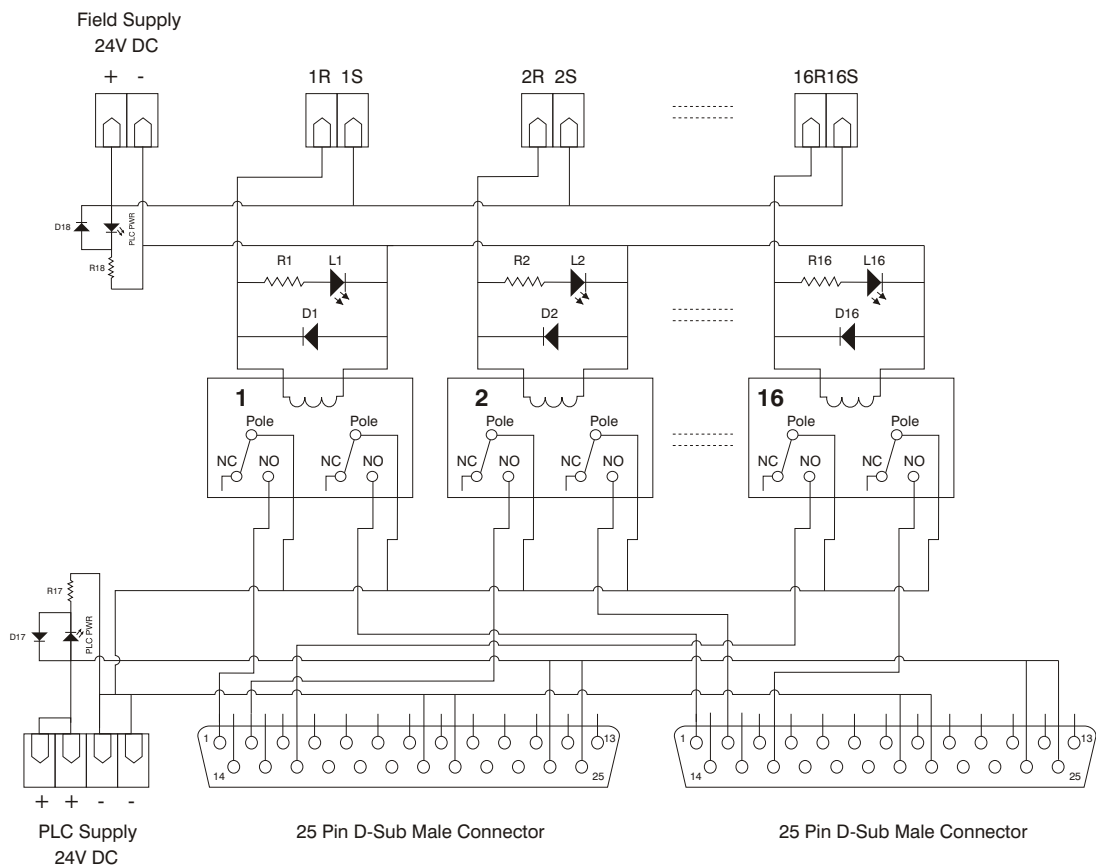 Field Supply
24V DC
+ -
1R 1S
2R 2S
16R16S
D18
PLC PWR
R18
R1 L1
D1
R2 L2
D2
R16 L16
D16
1
Pole Pole
NC NO NC NO
2
Pole Pole
NC NO NC NO
16
Pole Pole
NC NO NC NO
R17
D17
PLC PWR
1 13
14 25
1 13
14 25
+ + - -
PLC Supply
24V DC
25 Pin D-Sub Male Connector
25 Pin D-Sub Male Connector